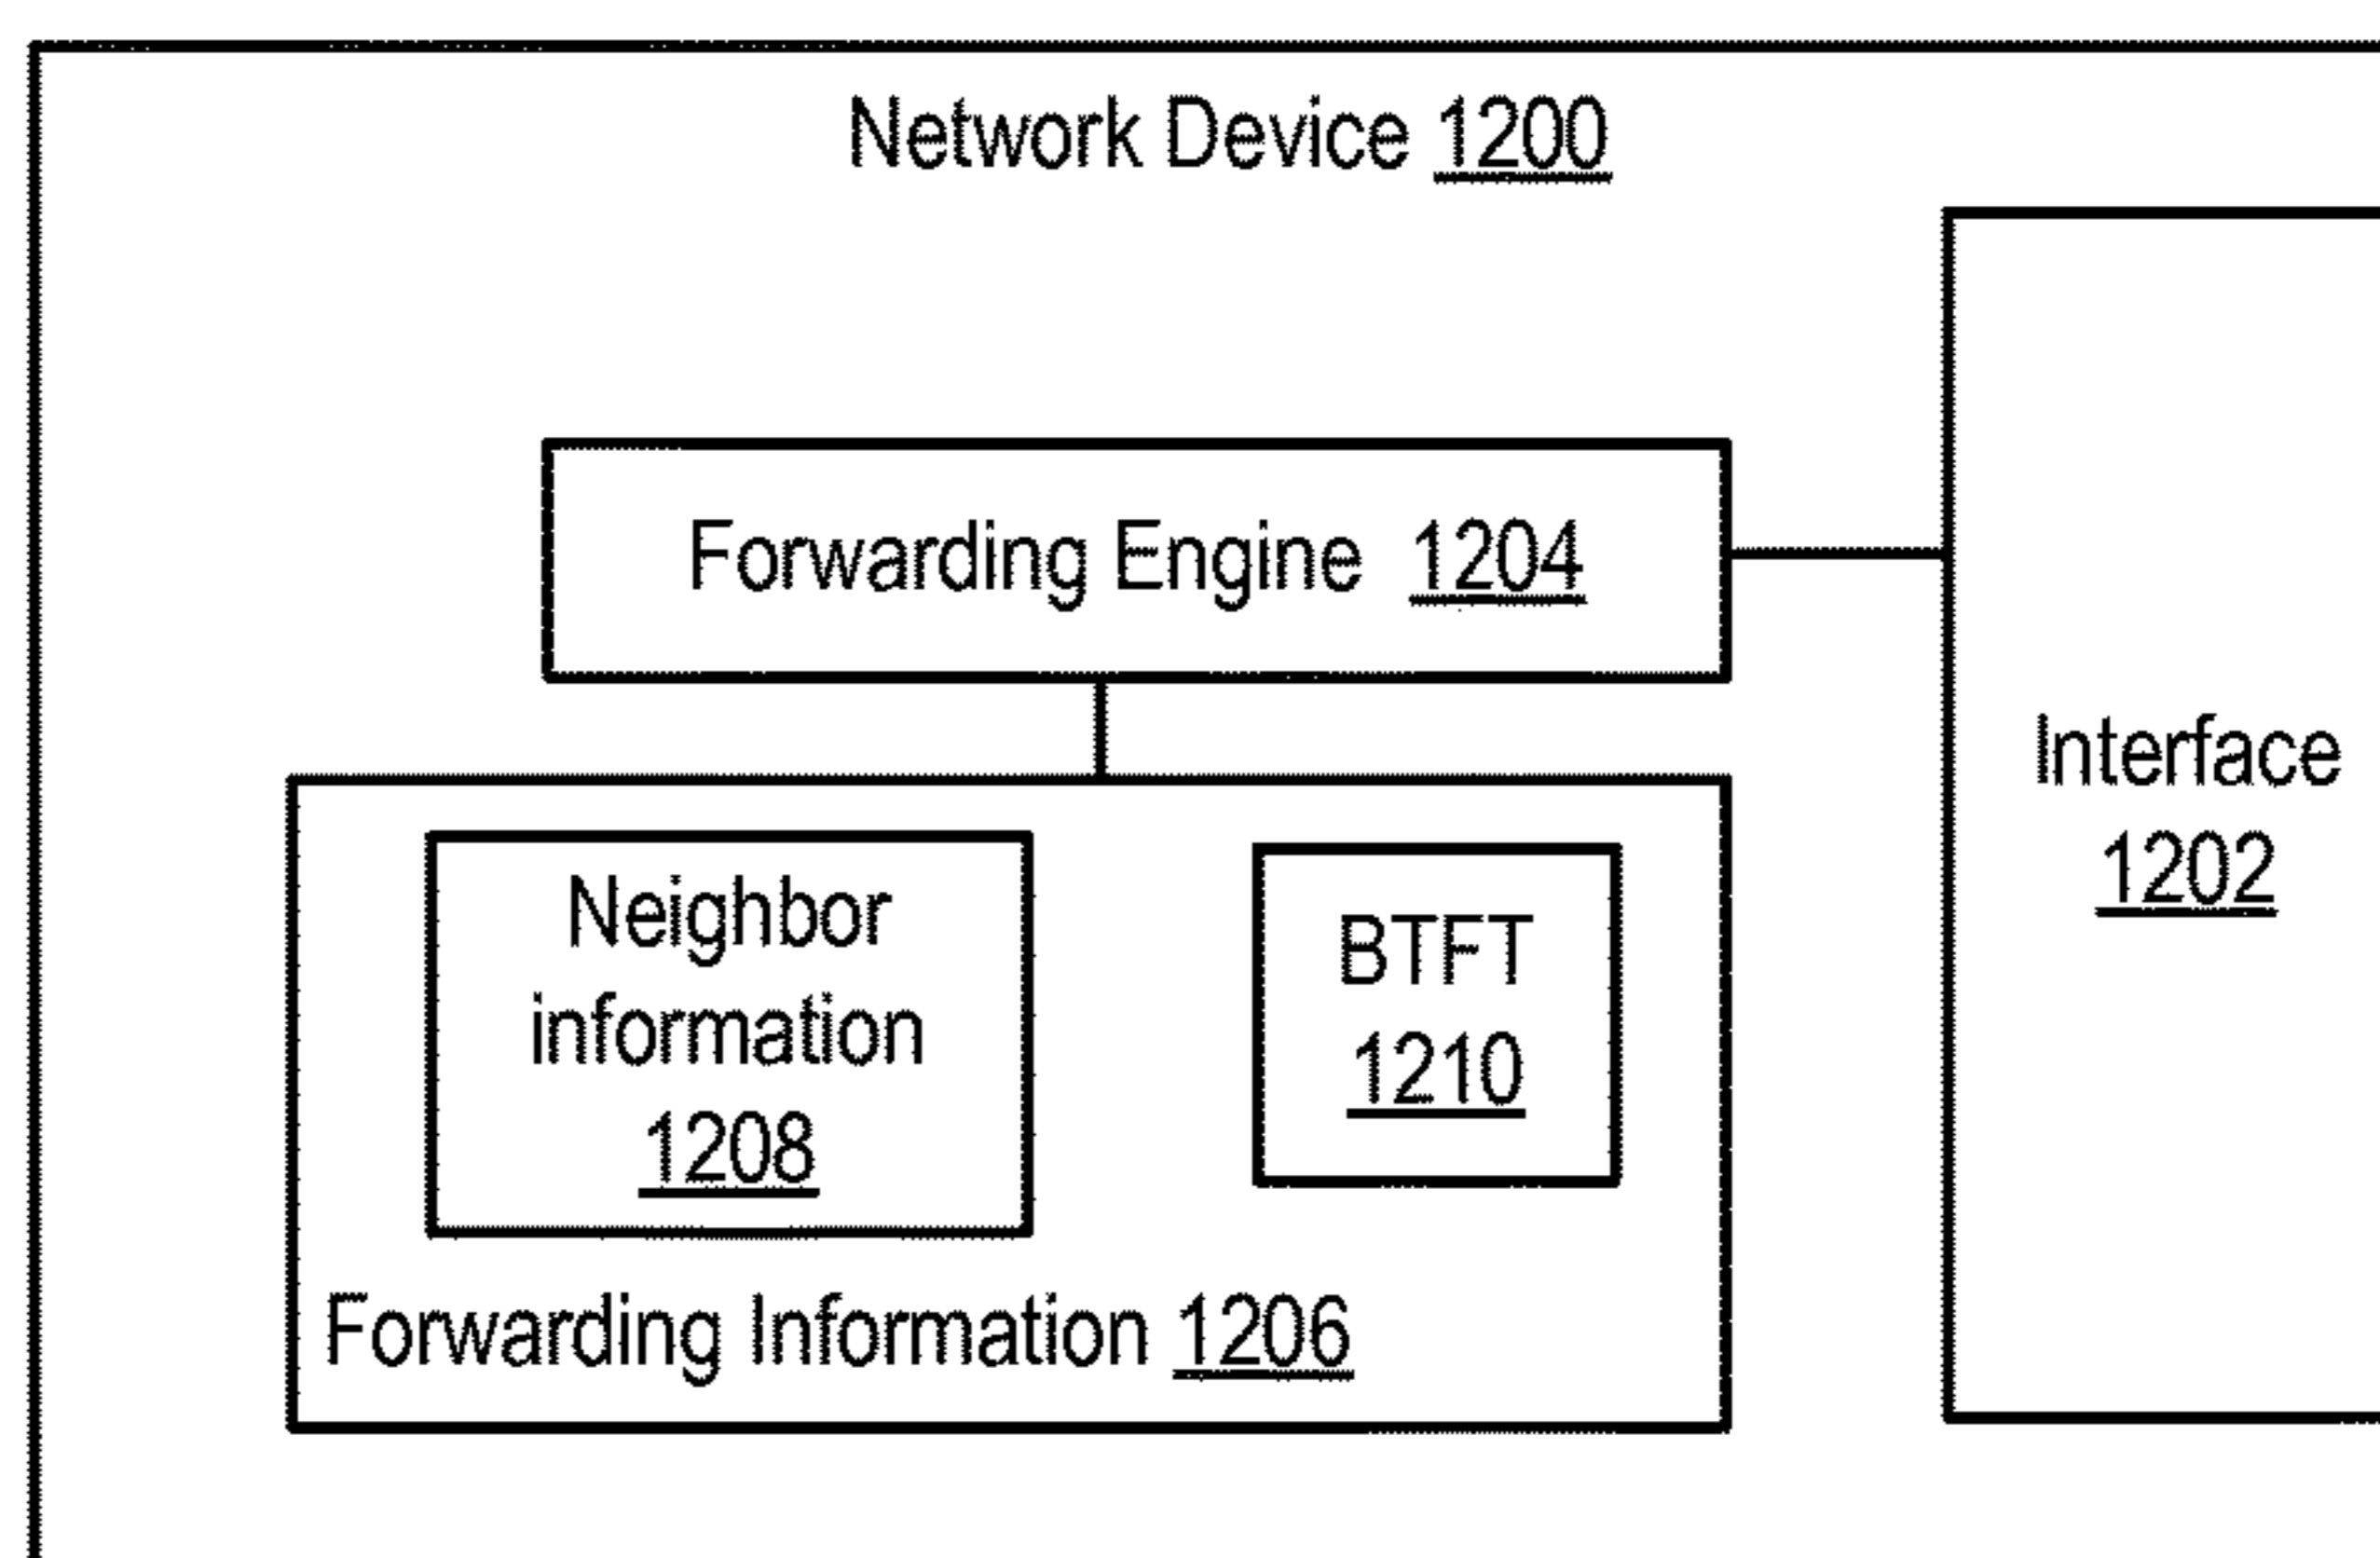 Network Device 1200
Forwarding Engine 1204
Interface
1202
Neighbor
information
1208
BTFT
1210
Forwarding Information 1206